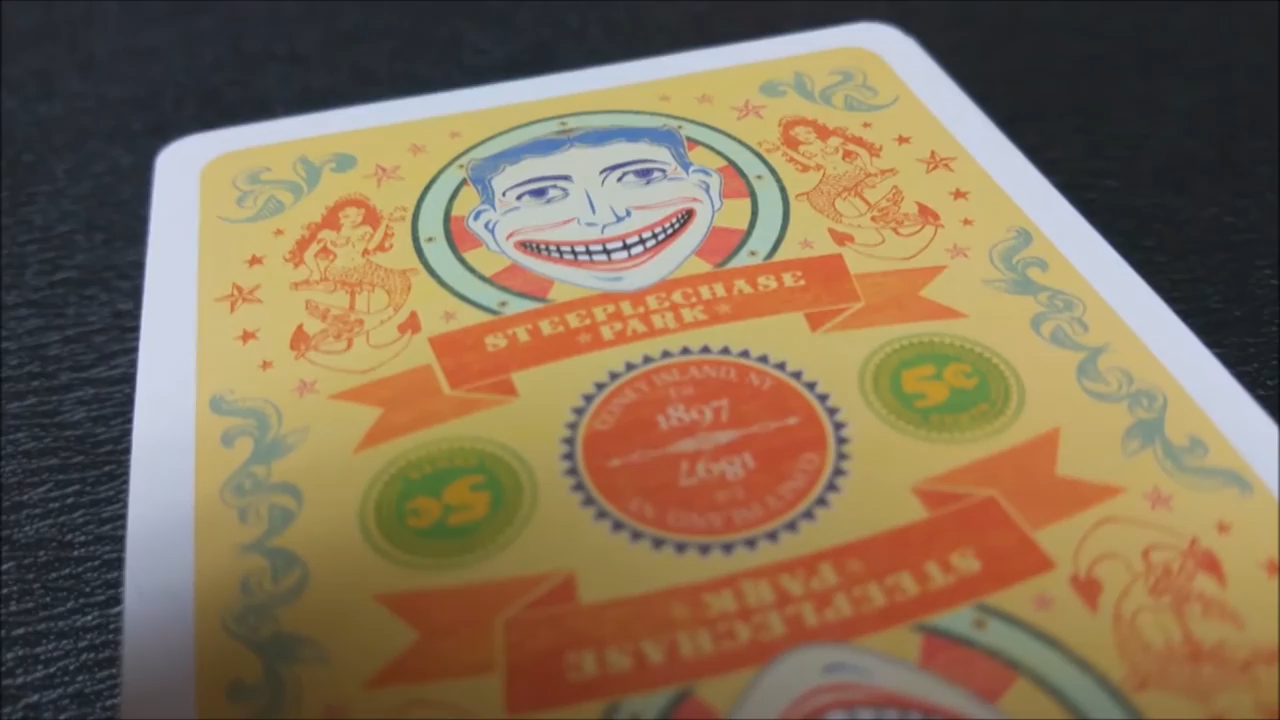 STEEPLECHASE
PARK
CONEY ISLAND, NY
1897
5¢
5¢
1897
CONEY ISLAND, NY
STEEPLECHASE
PARK